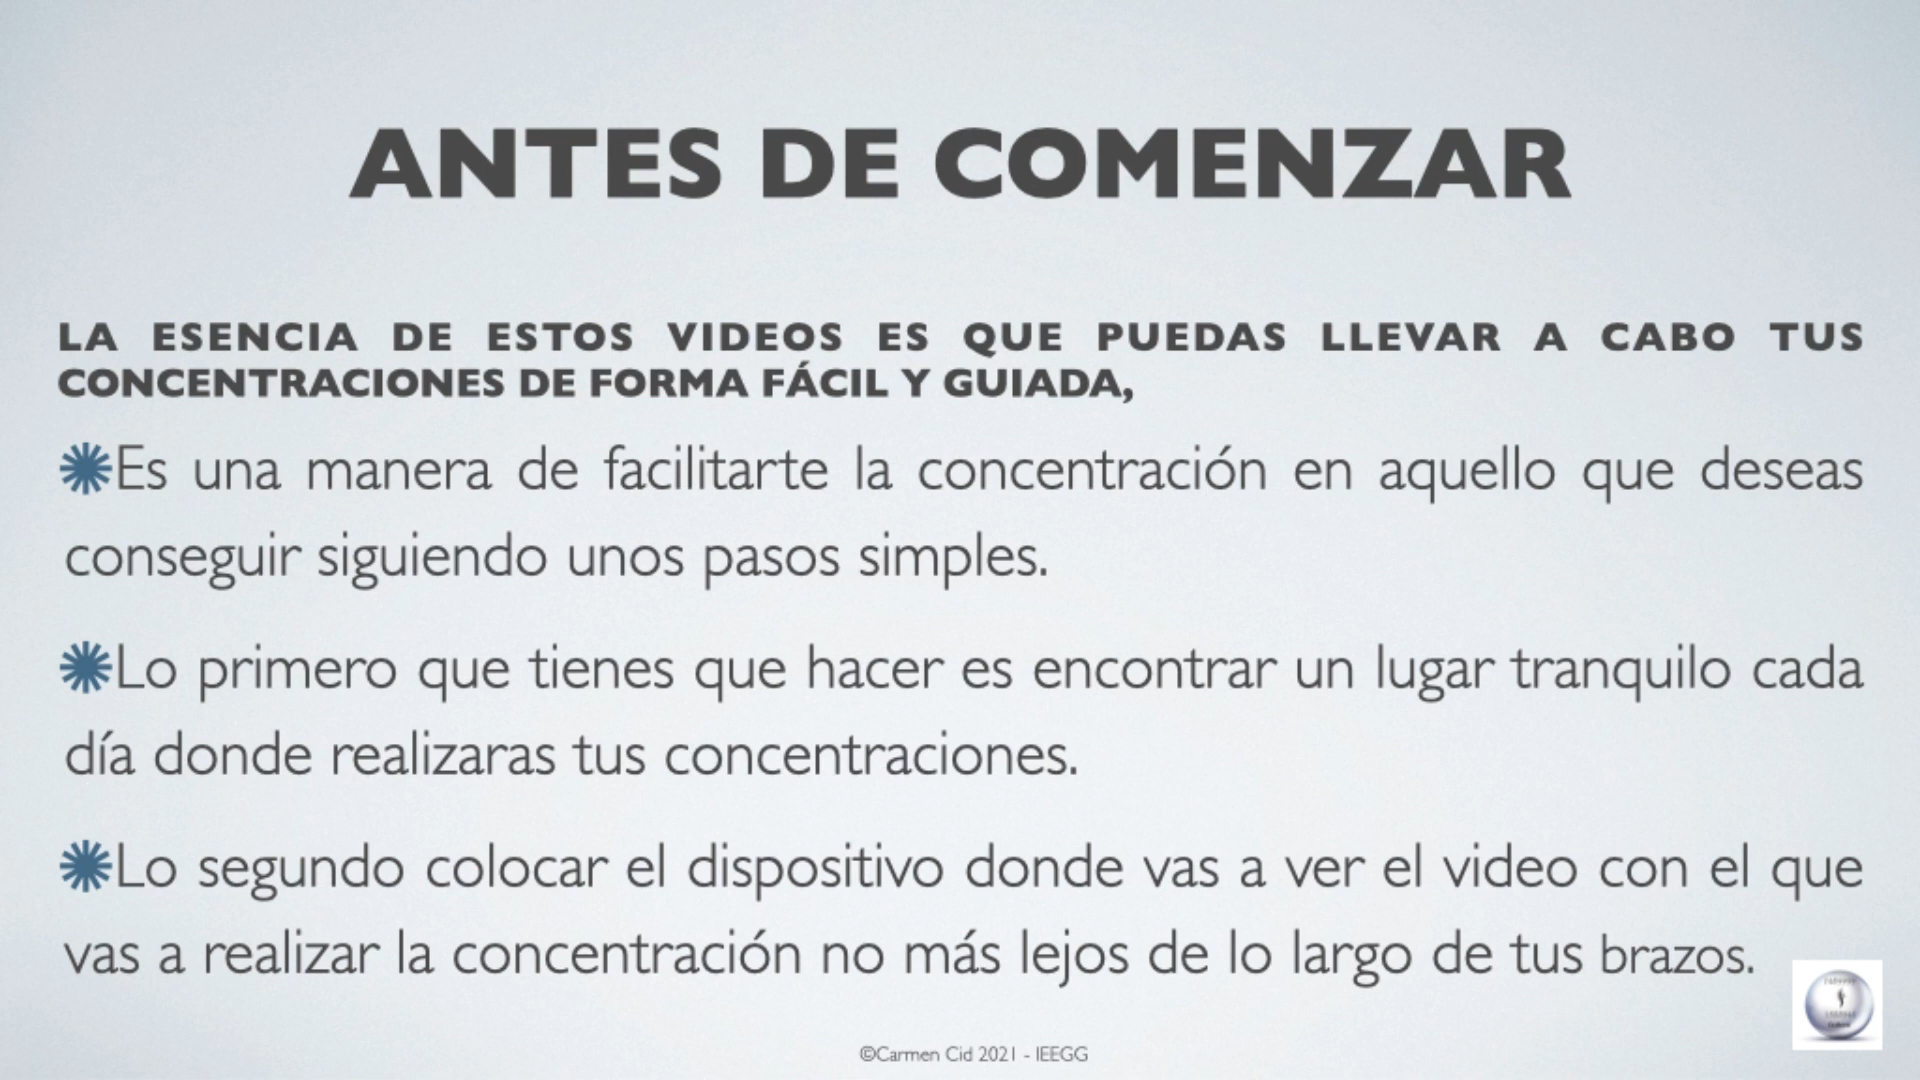 ANTES DE COMENZAR
LA ESENCIA DE ESTOS VIDEOS ES QUE PUEDAS LLEVAR A CABO TUS
CONCENTRACIONES DE FORMA FÁCIL Y GUIADA,
Es una manera de facilitarte la concentración en aquello que deseas
conseguir siguiendo unos pasos simples.
Lo primero que tienes que hacer es encontrar un lugar tranquilo cada
día donde realizaras tus concentraciones.
Lo segundo colocar el dispositivo donde vas a ver el video con el que
vas a realizar la concentración no más lejos de lo largo de tus brazos.
©Carmen Cid 2021 - IEEGG